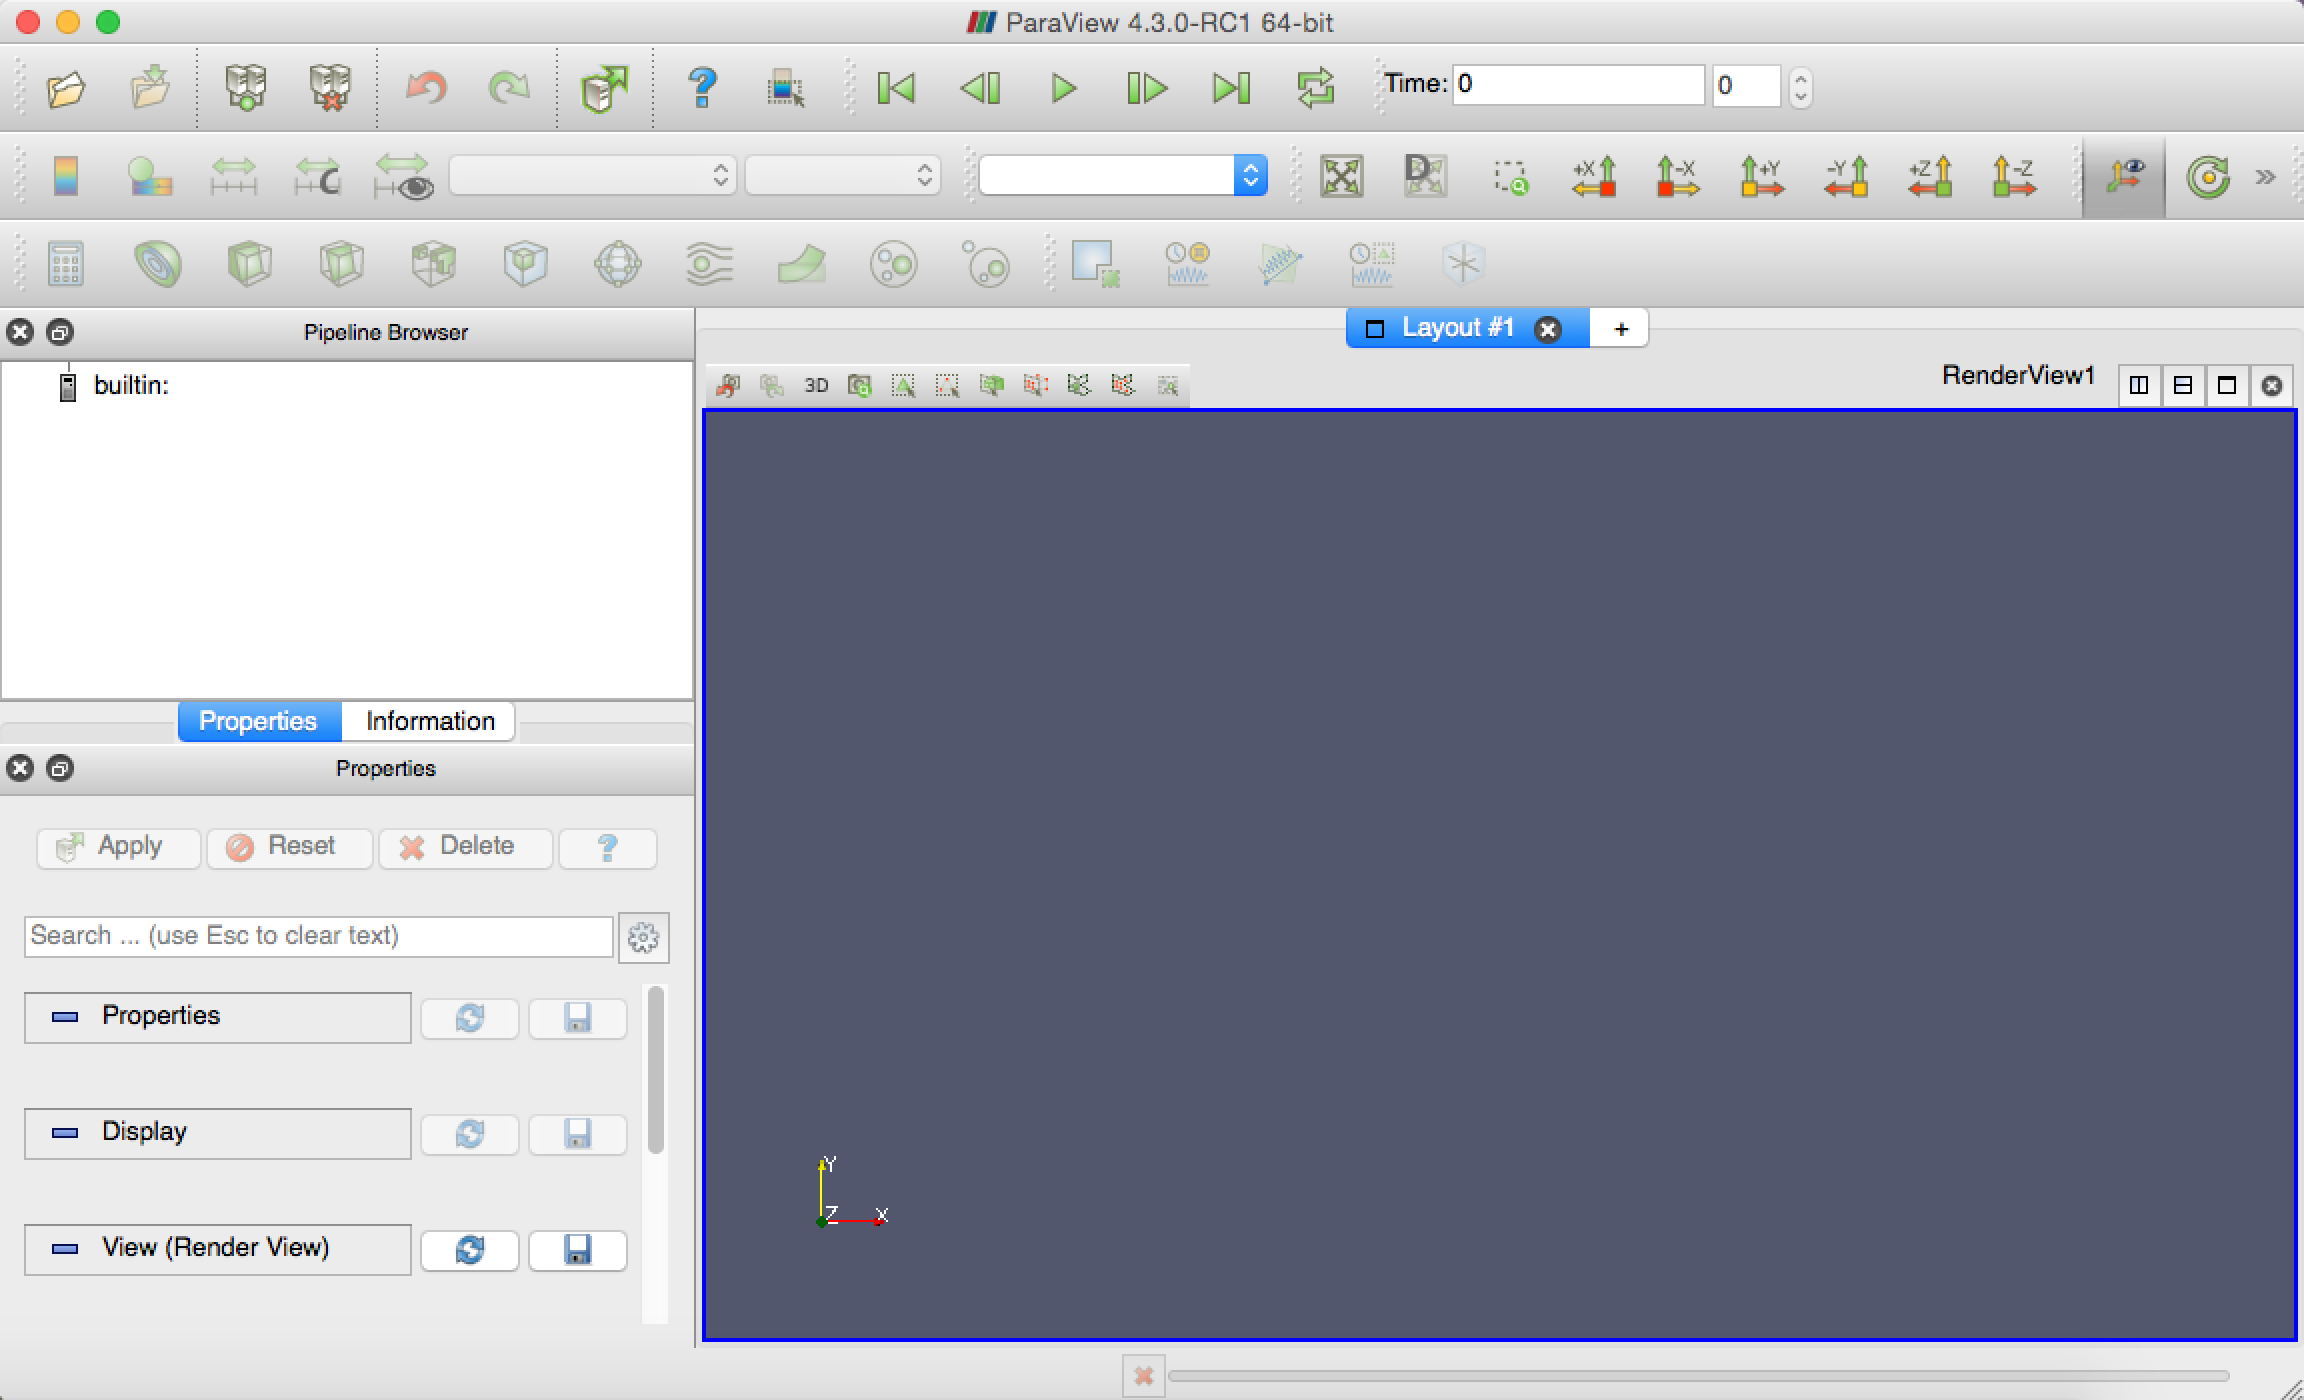 ParaView 4.3.0-RC1 64-bit
Time: 0 0
C +X -X +Y -Y +Z -Z
D
Pipeline Browser
Layout #1 +
builtin:
3D
RenderView1
Properties Information
Properties
Apply Reset Delete ?
Search ... (use Esc to clear text)
Properties
Display
View (Render View)
Y
Z X